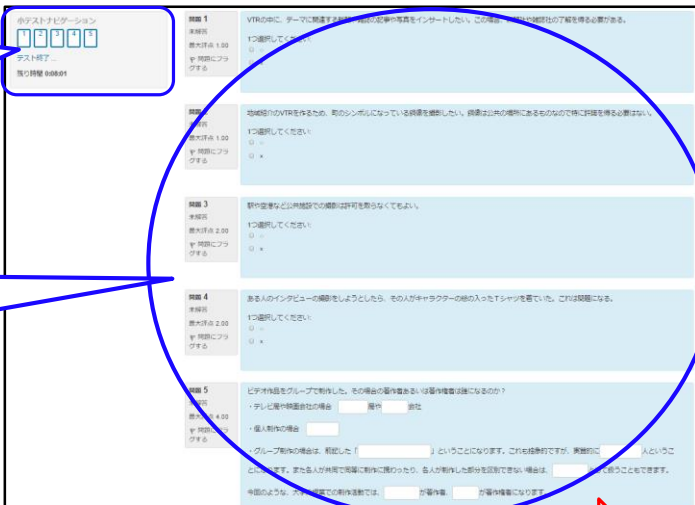 小テストナビゲーション
1 2 3 4 5
テスト終了 ...
残り時間 0:08:01
問題 1
未解答
最大評点 1.00
問題にフラグする
VTRの中に、テーマに関連する の記事や写真をインサートしたい。この場合、 や雑誌社の了解を得る必要がある。
1つ選択してください:
○
地域紹介のVTRを作るため、町のシンボルになっている銅像を撮影したい。銅像は公共の場所にあるものなので特に許諾を得る必要はない。
最大評点 1.00
問題にフラグする
1つ選択してください:
○
×
問題 3
未解答
最大評点 2.00
問題にフラグする
駅や空港など公共施設での撮影は許可を取らなくてもよい。
1つ選択してください:
○
×
問題 4
未解答
最大評点 2.00
問題にフラグする
ある人のインタビューの撮影をしようとしたら、その人がキャラクターの絵の入ったTシャツを着ていた。これは問題になる。
1つ選択してください:
○
×
問題 5
未解答
最大評点 4.00
問題にフラグする
ビデオ作品をグループで制作した。その場合の著作者あるいは著作権者は誰になるのか?
・テレビ局や映画会社の場合 局や 会社
・個人制作の場合
・グループ制作の場合は、前記した「 」ということになります。これも抽象的ですが、実質的に 人というこ
とになります。また各人が共同で同等に制作に携わったり、各人が制作した部分を区別できない場合は、 で扱うこともできます。
今回のような、大学の授業での制作活動では、 が著作者、 が著作権者になります